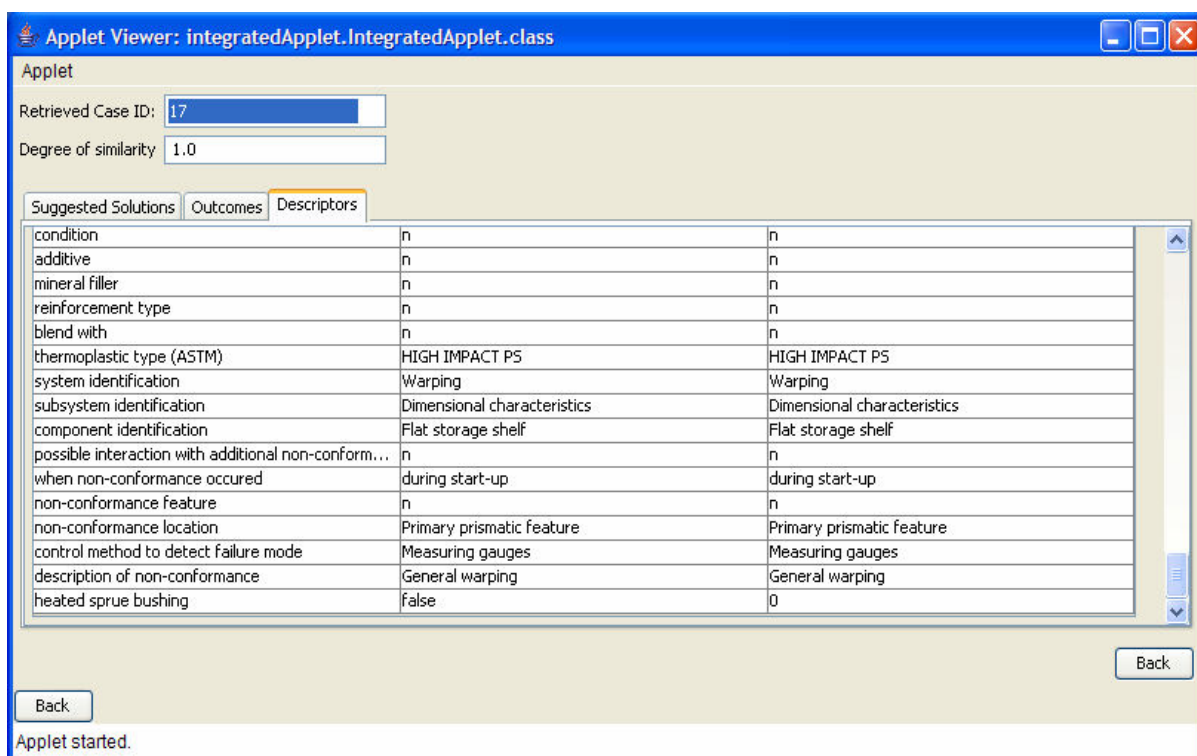 Applet Viewer: integratedApplet.IntegratedApplet.class
Applet
Retrieved Case ID: 17
Degree of similarity 1.0
Suggested Solutions Outcomes Descriptors
condition n n
additive n n
mineral filler n n
reinforcement type n n
blend with n n
thermoplastic type (ASTM) HIGH IMPACT PS HIGH IMPACT PS
system identification Warping Warping
subsystem identification Dimensional characteristics Dimensional characteristics
component identification Flat storage shelf Flat storage shelf
possible interaction with additional non-conform... n n
when non-conformance occured during start-up during start-up
non-conformance feature n n
non-conformance location Primary prismatic feature Primary prismatic feature
control method to detect failure mode Measuring gauges Measuring gauges
description of non-conformance General warping General warping
heated sprue bushing false 0
Back
Back
Applet started.